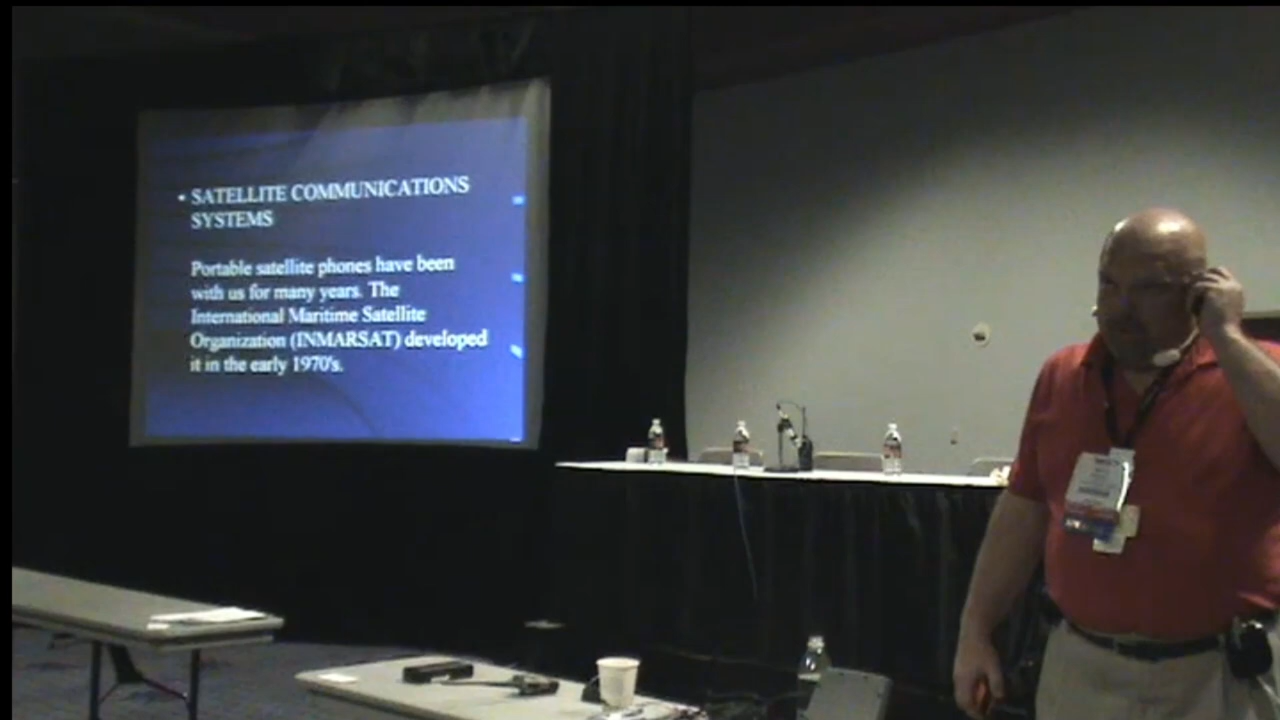 • SATELLITE COMMUNICATIONS
SYSTEMS
Portable satellite phones have been
with us for many years. The
International Maritime Satellite
Organization (INMARSAT) developed
it in the early 1970's.